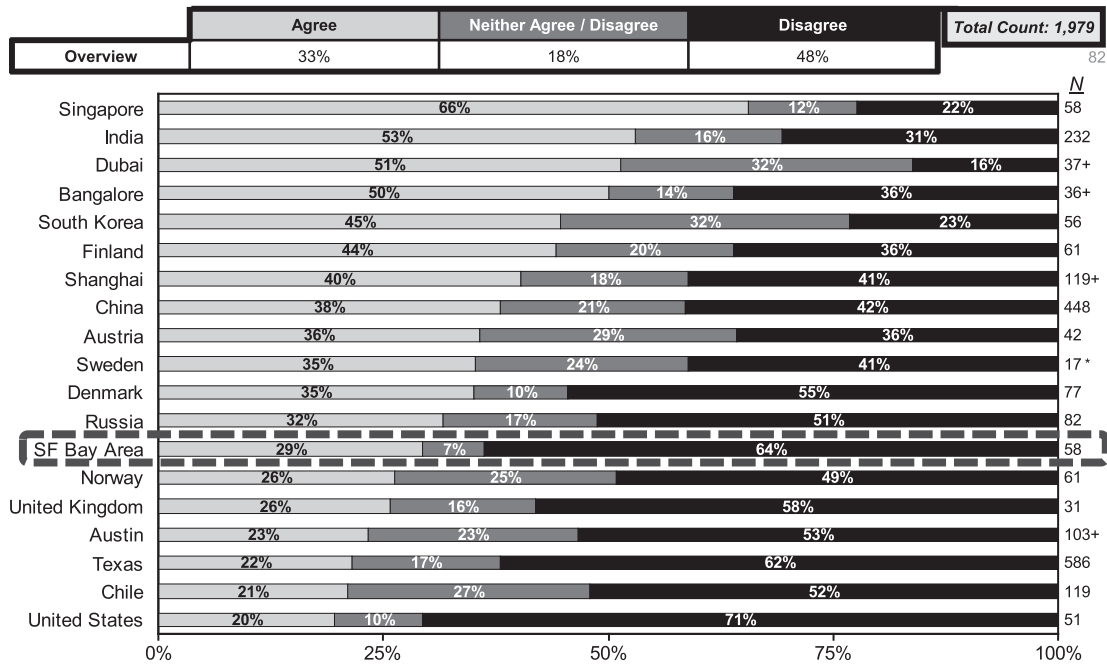 Agree Neither Agree / Disagree Disagree Total Count: 1,979
Overview 33% 18% 48% 82
N
Singapore 66% 12% 22% 58
India 53% 16% 31% 232
Dubai 51% 32% 16% 37+
Bangalore 50% 14% 36% 36+
South Korea 45% 32% 23% 56
Finland 44% 20% 36% 61
Shanghai 40% 18% 41% 119+
China 38% 21% 42% 448
Austria 36% 29% 36% 42
Sweden 35% 24% 41% 17 *
Denmark 35% 10% 55% 77
Russia 32% 17% 51% 82
SF Bay Area 29% 7% 64% 58
Norway 26% 25% 49% 61
United Kingdom 26% 16% 58% 31
Austin 23% 23% 53% 103+
Texas 22% 17% 62% 586
Chile 21% 27% 52% 119
United States 20% 10% 71% 51
0% 25% 50% 75% 100%